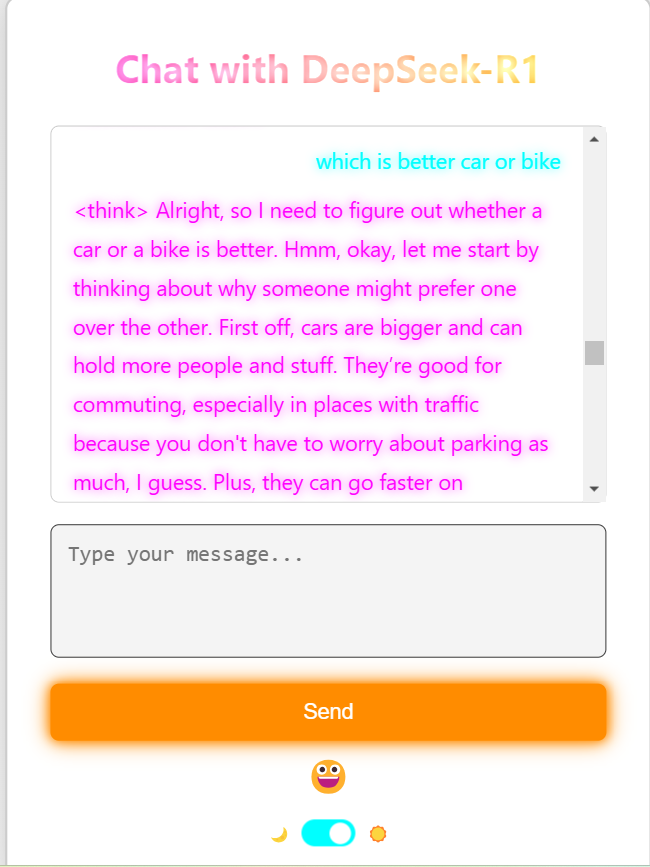 Chat with DeepSeek-R1
which is better car or bike
<think> Alright, so I need to figure out whether a
car or a bike is better. Hmm, okay, let me start by
thinking about why someone might prefer one
over the other. First off, cars are bigger and can
hold more people and stuff. They’re good for
commuting, especially in places with traffic
because you don't have to worry about parking as
much, I guess. Plus, they can go faster on
Type your message...
Send